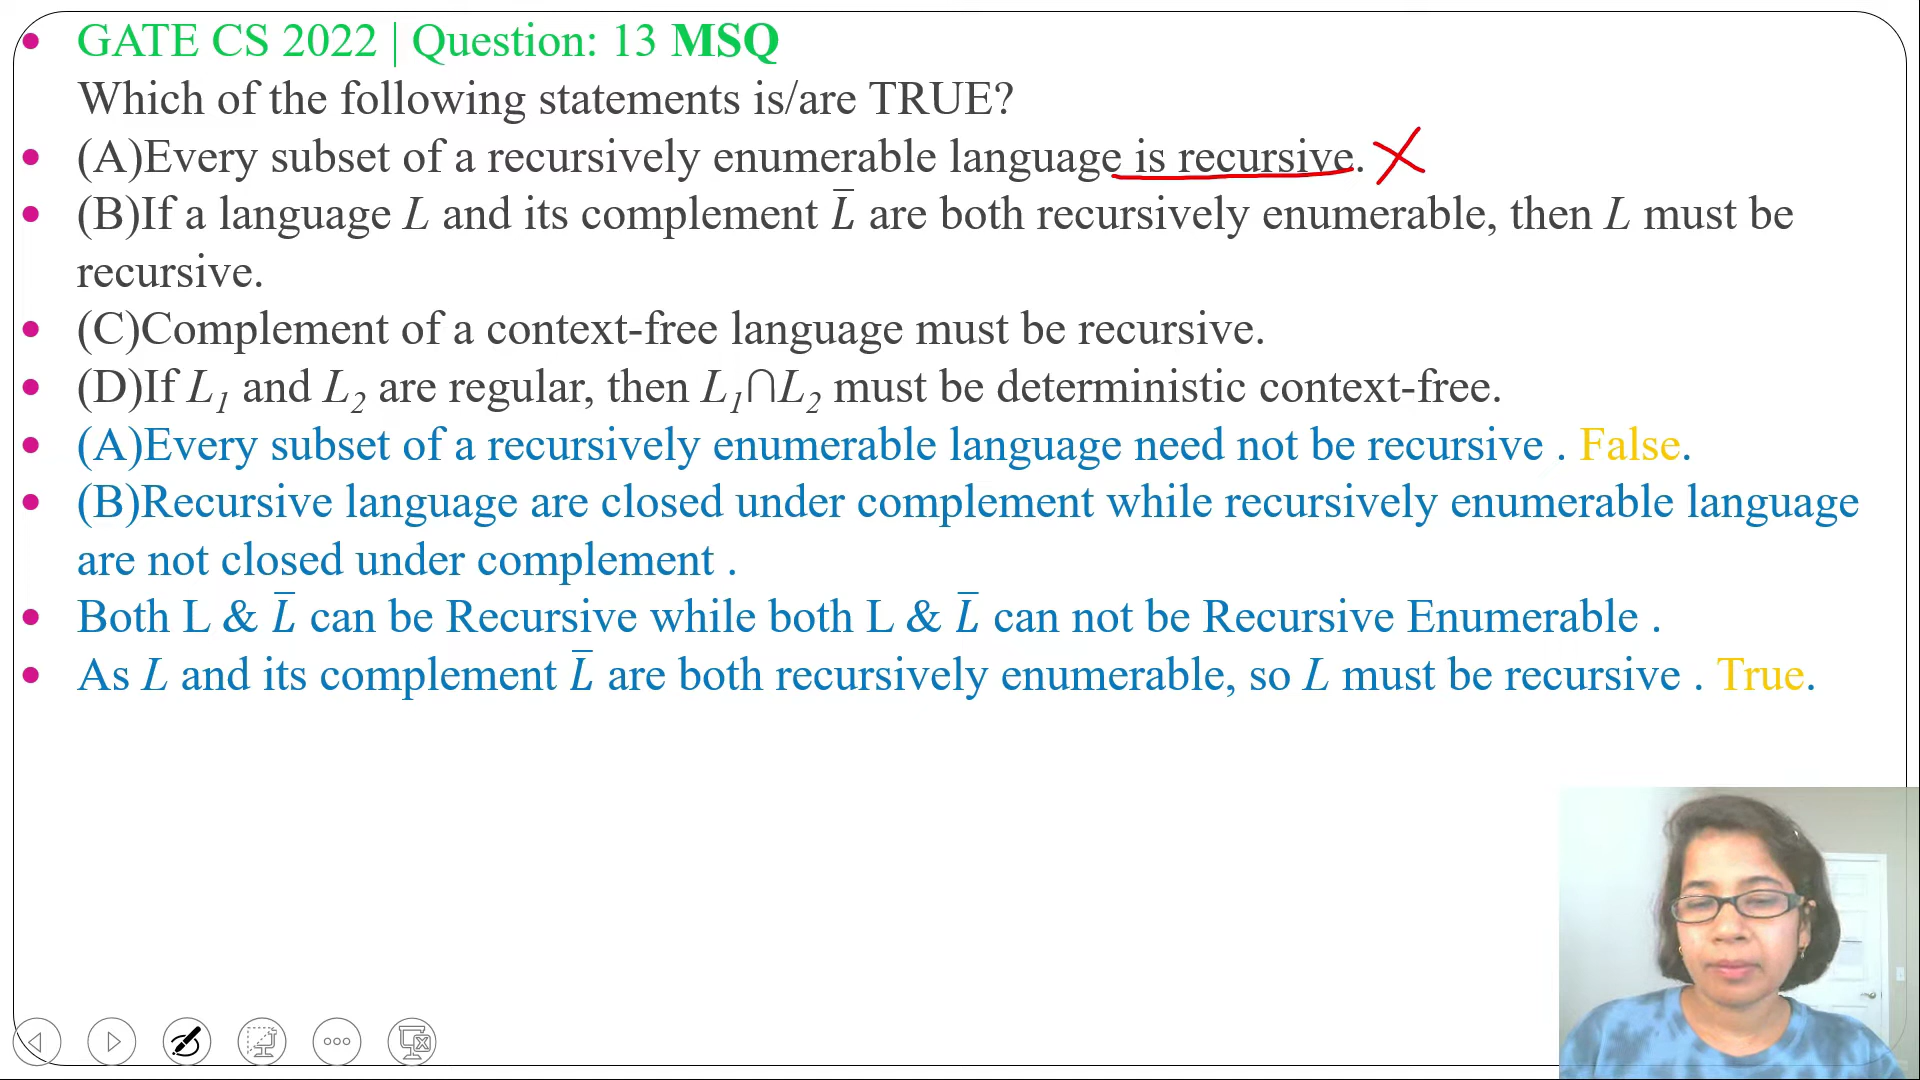 GATE CS 2022 | Question: 13 MSQ
Which of the following statements is/are TRUE?
(A)Every subset of a recursively enumerable language is recursive.
(B)If a language L and its complement L̅ are both recursively enumerable, then L must be
recursive.
(C)Complement of a context-free language must be recursive.
(D)If L₁ and L₂ are regular, then L₁∩L₂ must be deterministic context-free.
(A)Every subset of a recursively enumerable language need not be recursive . False.
(B)Recursive language are closed under complement while recursively enumerable language
are not closed under complement .
Both L & L̅ can be Recursive while both L & L̅ can not be Recursive Enumerable .
As L and its complement L̅ are both recursively enumerable, so L must be recursive . True.